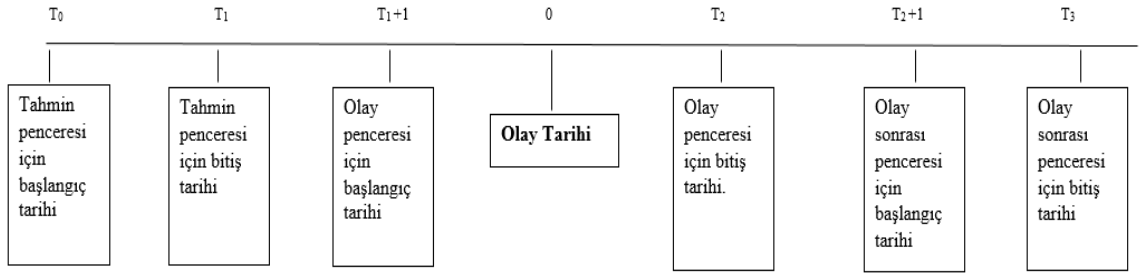 T0
T1
T1+1
0
T2
T2+1
T3
Tahmin
penceresi
için
başlangıç
tarihi
Tahmin
penceresi
için bitiş
tarihi
Olay
penceresi
için
başlangıç
tarihi
Olay Tarihi
Olay
penceresi
için bitiş
tarihi.
Olay
sonrası
penceresi
için
başlangıç
tarihi
Olay
sonrası
penceresi
için bitiş
tarihi